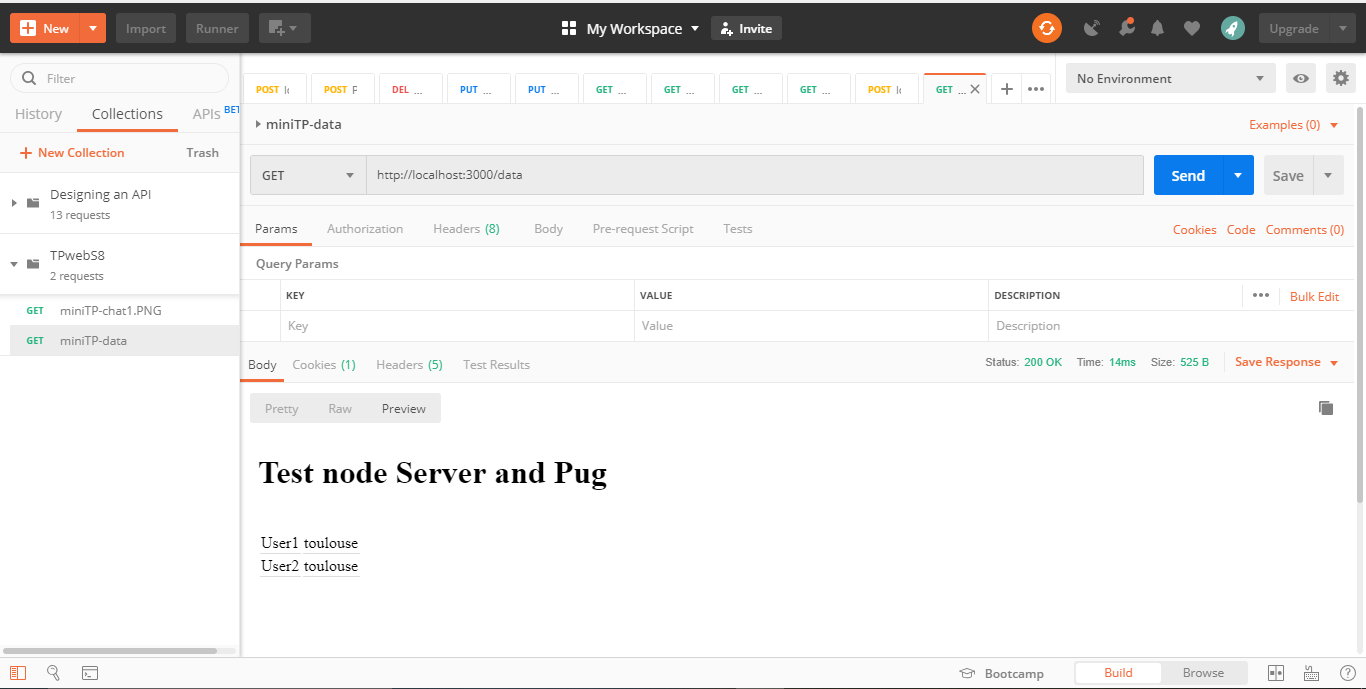 New Import Runner My Workspace Invite Upgrade
Filter
History Collections APIs BET
New Collection Trash
Designing an API
13 requests
TPwebS8
2 requests
GET miniTP-chat1.PNG
GET miniTP-data
POST POST F DEL ... PUT ... PUT ... GET ... GET ... GET ... GET ... POST GET ... No Environment
miniTP-data Examples (0)
GET http://localhost:3000/data Send Save
Params Authorization Headers (8) Body Pre-request Script Tests Cookies Code Comments (0)
Query Params
KEY VALUE DESCRIPTION ••• Bulk Edit
Key Value Description
Body Cookies (1) Headers (5) Test Results Status: 200 OK Time: 14ms Size: 525 B Save Response
Pretty Raw Preview
Test node Server and Pug
User1 toulouse
User2 toulouse
Bootcamp Build Browse